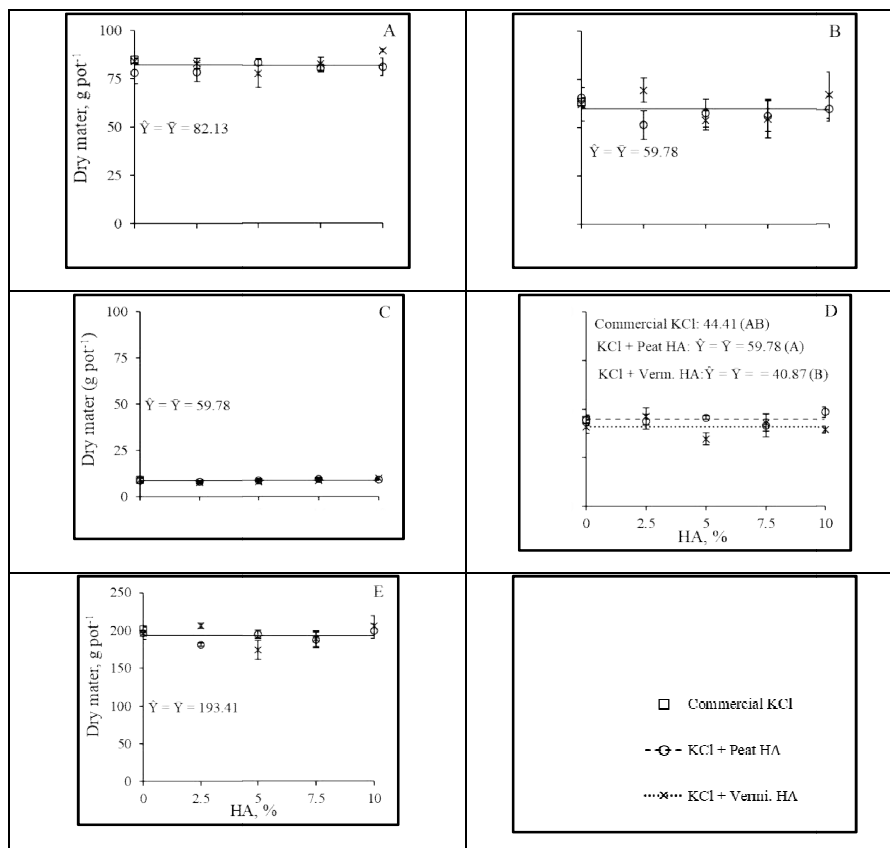 A
100
75
50
25
0
Dry mater, g pot⁻¹
Ŷ = Ȳ = 82.13
B
Ŷ = Ȳ = 59.78
C
100
75
50
25
0
Dry mater (g pot⁻¹)
Ŷ = Ȳ = 59.78
D
Commercial KCl: 44.41 (AB)
KCl + Peat HA: Ŷ = Ȳ = 59.78 (A)
KCl + Verm. HA:Ŷ = Y = = 40.87 (B)
0 2.5 5 7.5 10
HA, %
E
250
200
150
100
50
0
Dry mater, g pot⁻¹
Ŷ = Y = 193.41
0 2.5 5 7.5 10
HA, %
Commercial KCl
KCl + Peat HA
KCl + Vermi. HA